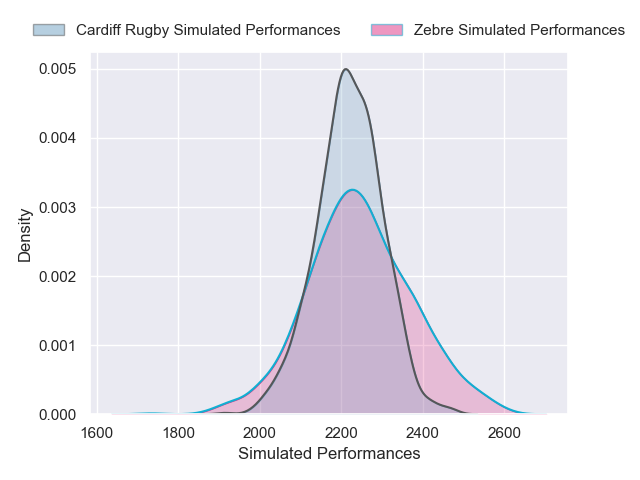 Cardiff Rugby Simulated Performances Zebre Simulated Performances
0.005
0.004
0.003
0.002
0.001
0.000
Density
1600 1800 2000 2200 2400 2600
Simulated Performances